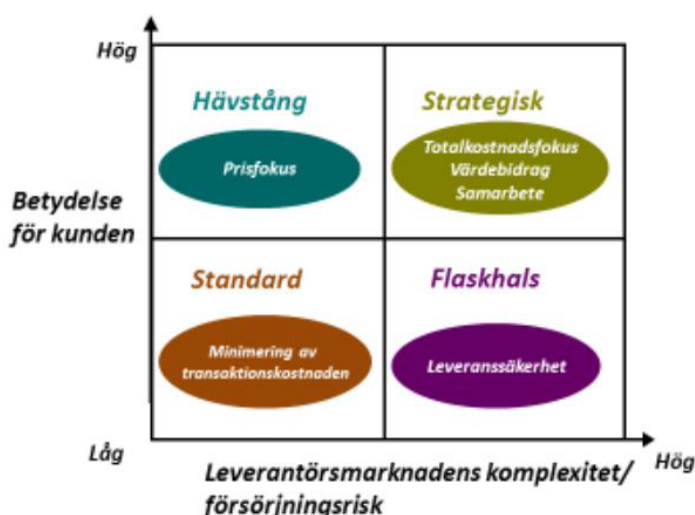 Hög
Hävstång
Strategisk
Prisfokus
Totalkostnadsfokus
Värdebidrag
Samarbete
Betydelse
för kunden
Standard
Flaskhals
Minimering av
transaktionskostnaden
Leveranssäkerhet
Låg
Leverantörsmarknadens komplexitet/
försörjningsrisk
Hög